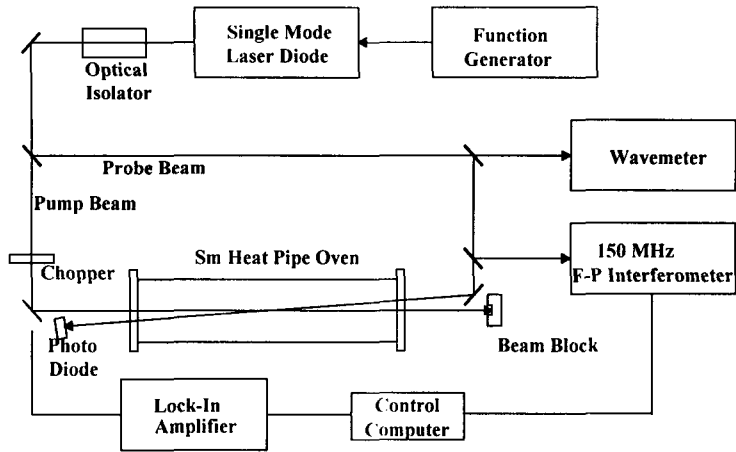 Single Mode
Laser Diode
Function
Generator
Optical
Isolator
Probe Beam
Wavemeter
Pump Beam
Sm Heat Pipe Oven
150 MHz
F-P Interferometer
Chopper
Photo
Diode
Beam Block
Lock-In
Amplifier
Control
Computer